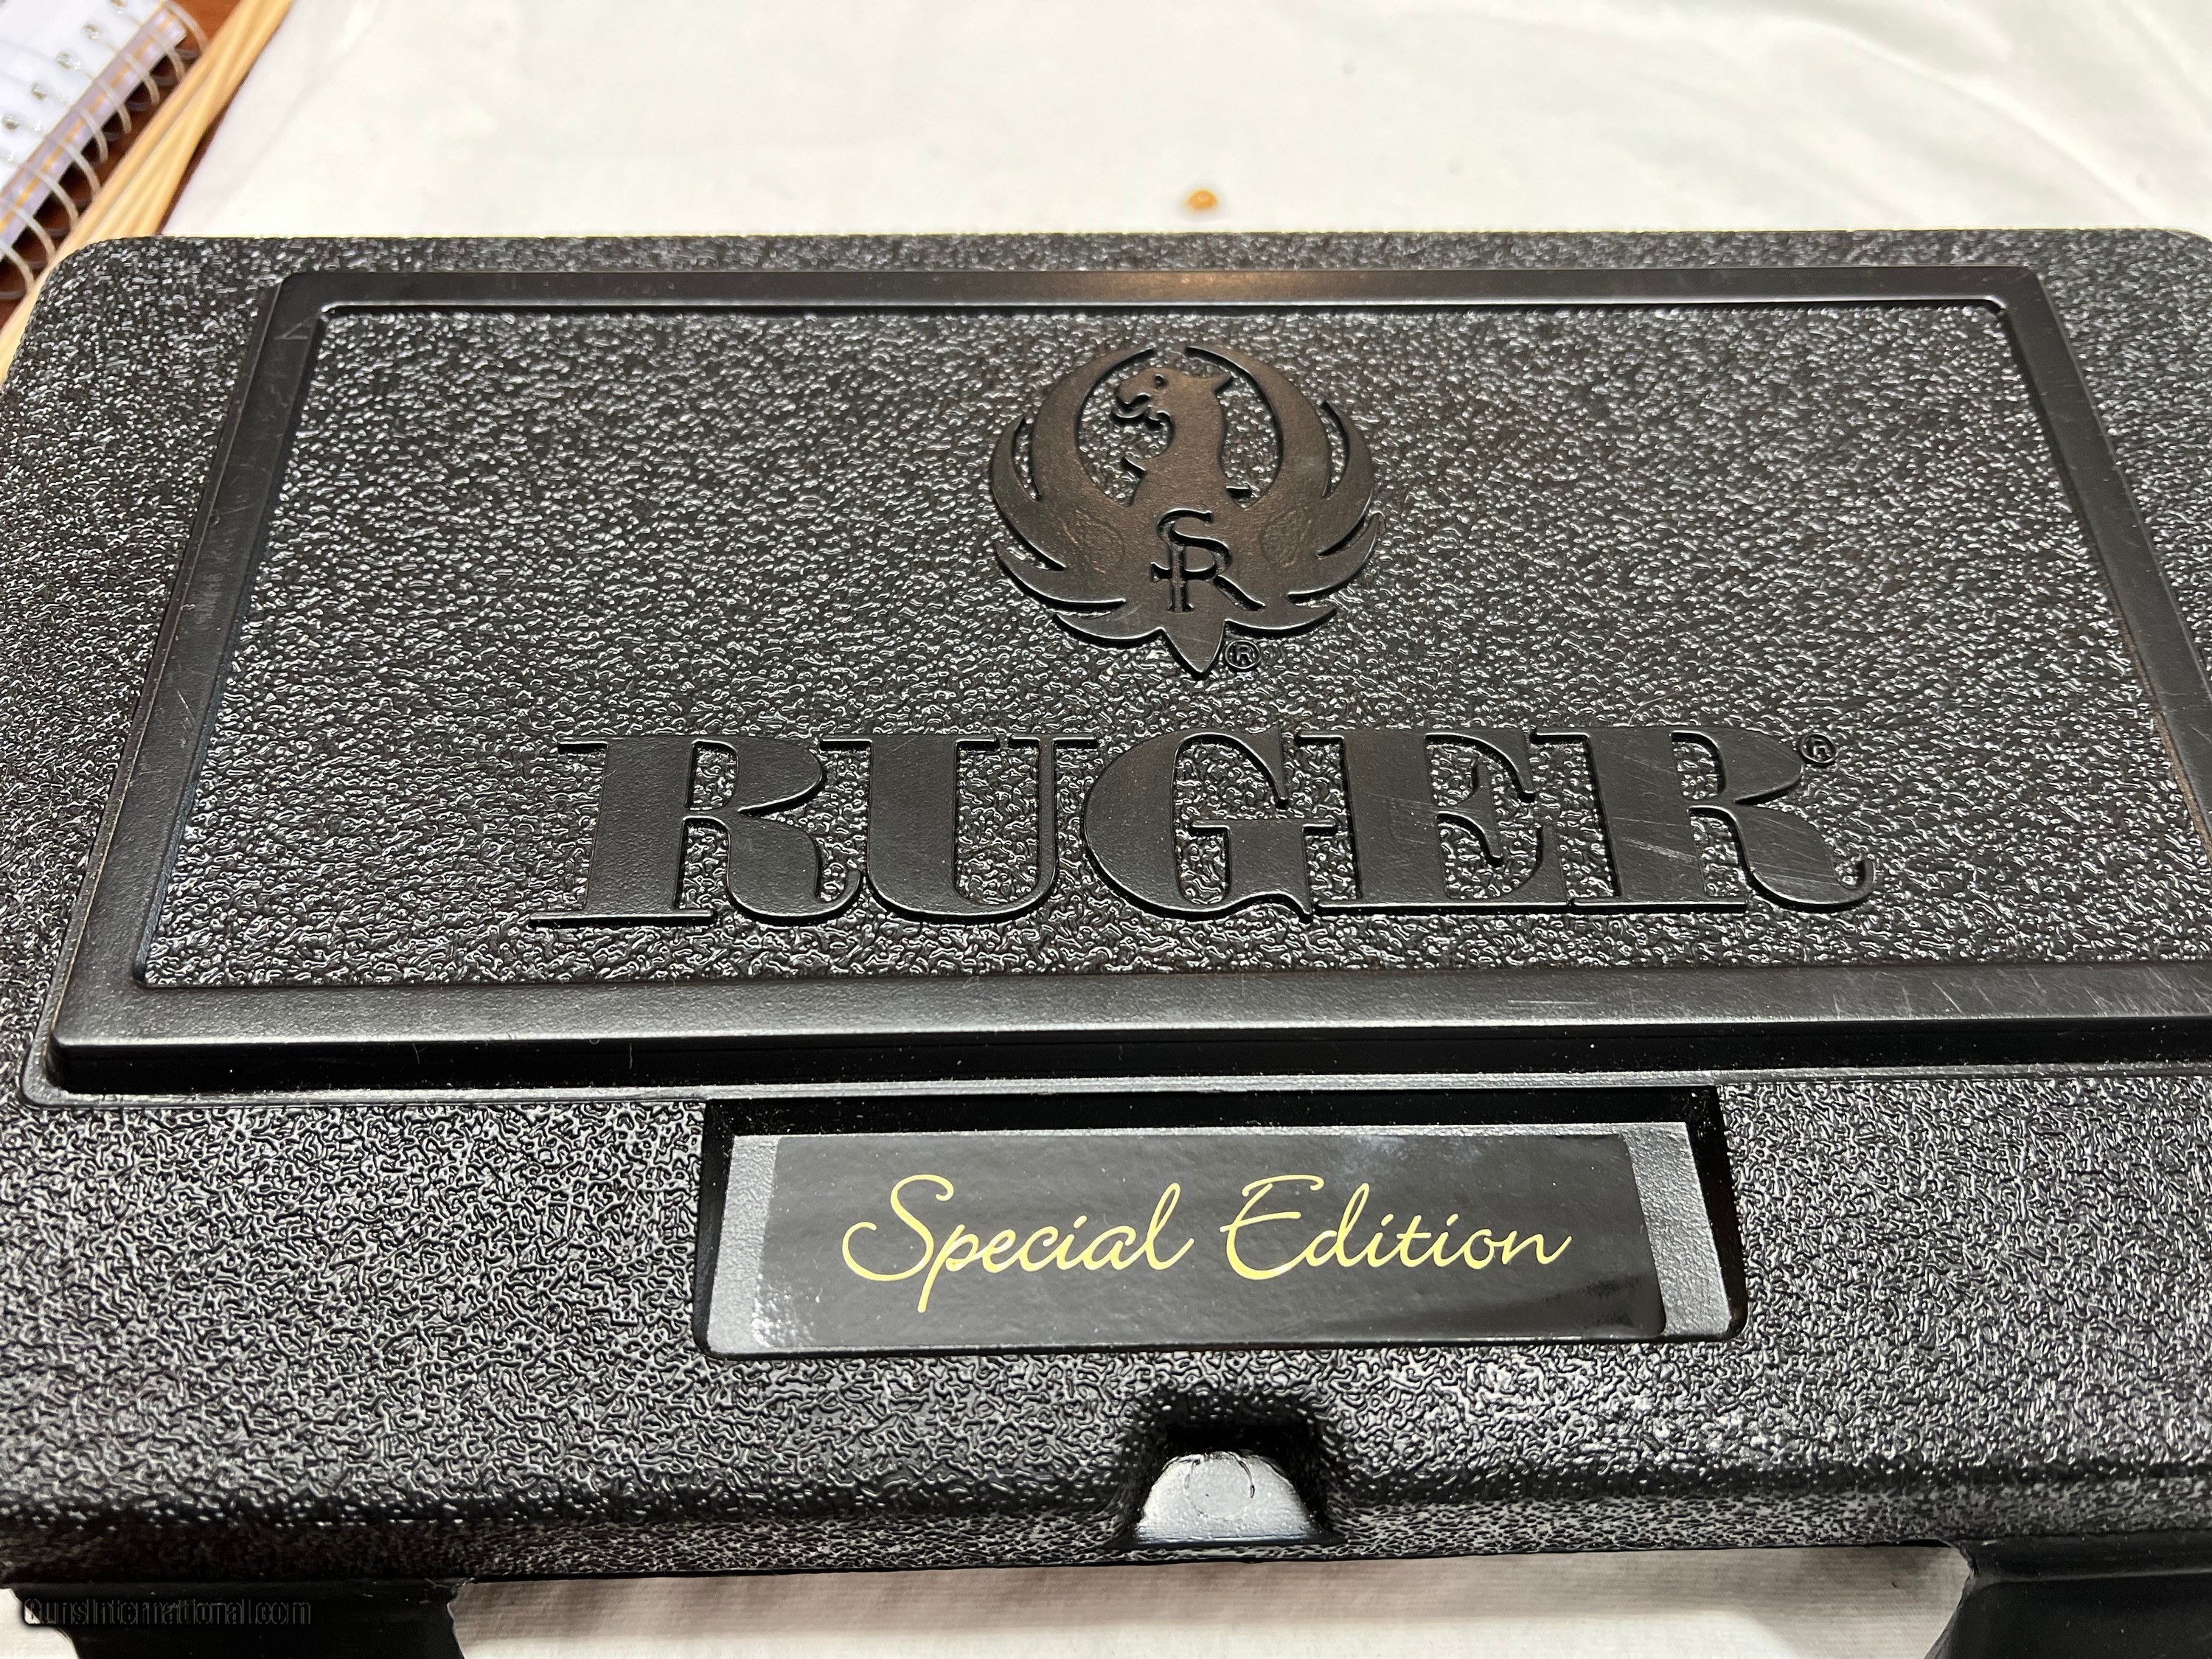 SR
®
RUGER®
Special Edition
GunsInternational.com